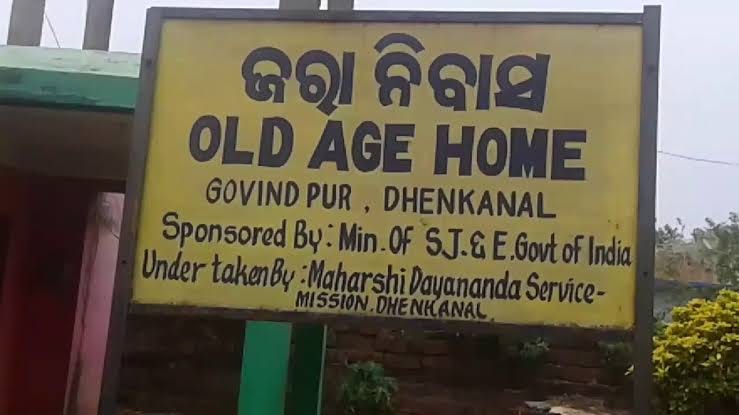 ଜରା ନିବାସ
OLD AGE HOME
GOVIND PUR, DHENKANAL
Sponsored By: Min. Of S.J. & E. Govt of India
Under taken By: Maharshi Dayananda Service-
MISSION. DHENKANAL